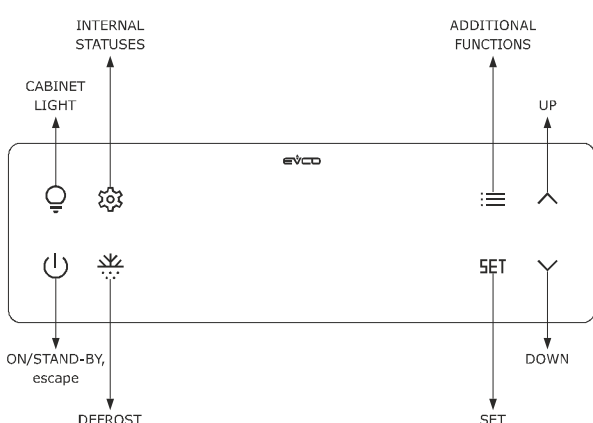 INTERNAL
STATUSES
ADDITIONAL
FUNCTIONS
CABINET
LIGHT
UP
evco
SET
ON/STAND-BY,
escape
DOWN
DEFROST
SET